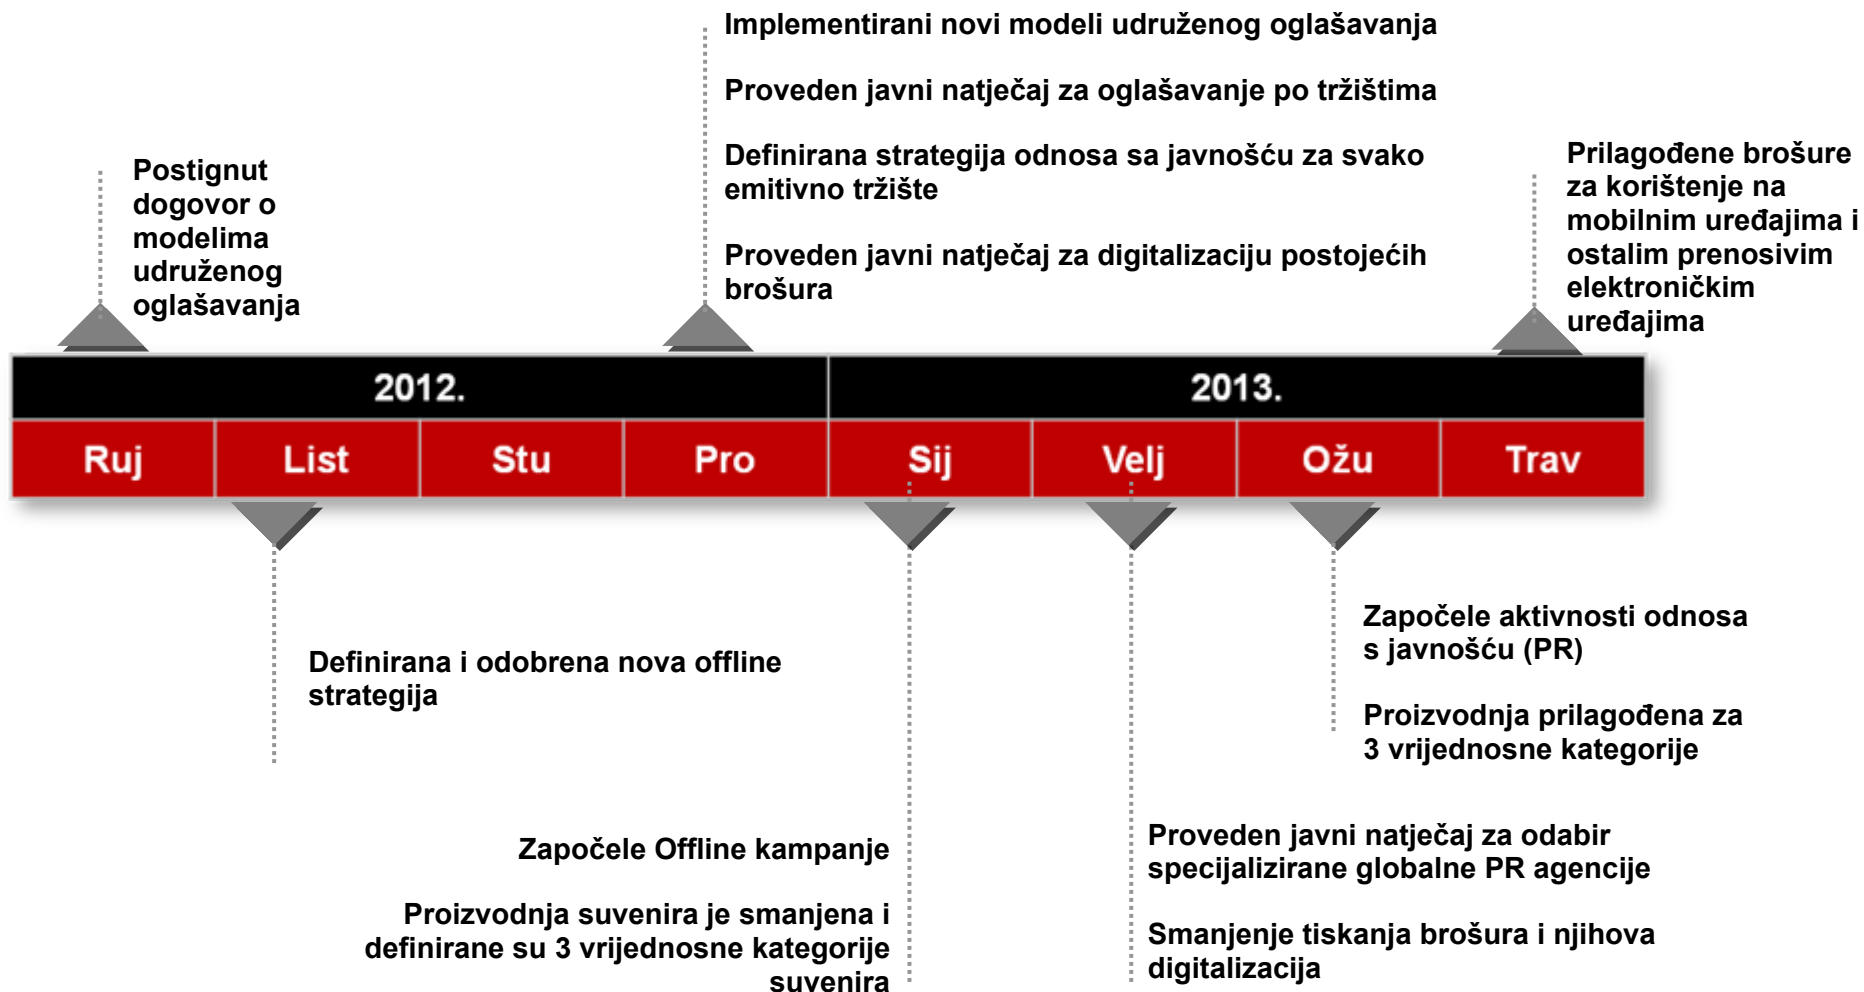 Implementirani novi modeli udruženog oglašavanja
Proveden javni natječaj za oglašavanje po tržištima
Definirana strategija odnosa sa javnošću za svako
emitivno tržište
Proveden javni natječaj za digitalizaciju postojećih
brošura
Postignut
dogovor o
modelima
udruženog
oglašavanja
Prilagođene brošure
za korištenje na
mobilnim uređajima i
ostalim prenosivim
elektroničkim
uređajima
2012.
2013.
Ruj
List
Stu
Pro
Sij
Velj
Ožu
Trav
Definirana i odobrena nova offline
strategija
Započele Offline kampanje
Proizvodnja suvenira je smanjena i
definirane su 3 vrijednosne kategorije
suvenira
Započele aktivnosti odnosa
s javnošću (PR)
Proizvodnja prilagođena za
3 vrijednosne kategorije
Proveden javni natječaj za odabir
specijalizirane globalne PR agencije
Smanjenje tiskanja brošura i njihova
digitalizacija